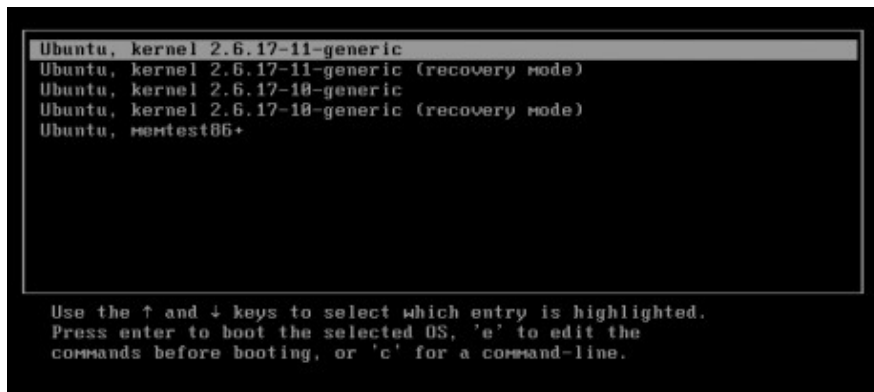 Ubuntu, kernel 2.6.17-11-generic
Ubuntu, kernel 2.6.17-11-generic (recovery mode)
Ubuntu, kernel 2.6.17-10-generic
Ubuntu, kernel 2.6.17-10-generic (recovery mode)
Ubuntu, memtest86+
Use the ↑ and ↓ keys to select which entry is highlighted.
Press enter to boot the selected OS, 'e' to edit the
commands before booting, or 'c' for a command-line.